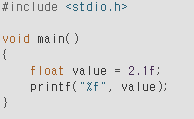 #include <stdio.h>
void main()
{
float value = 2.1f;
printf("%f", value);
}